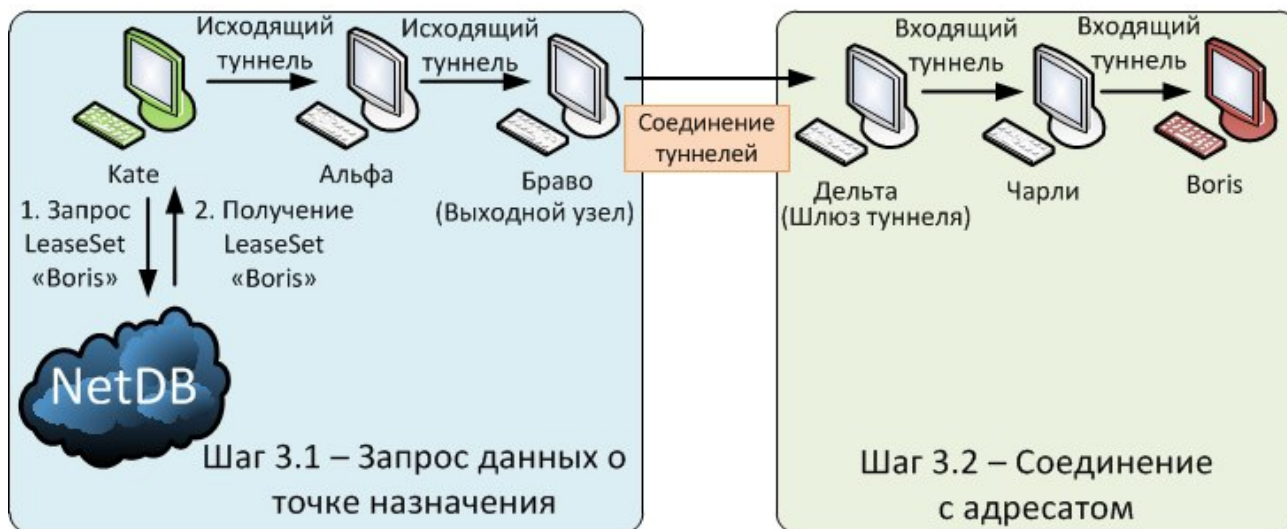 Исходящий
туннель
Исходящий
туннель
Входящий
туннель
Входящий
туннель
Соединение
туннелей
Kate
Альфа
Браво
(Выходной узел)
Дельта
(Шлюз туннеля)
Чарли
Boris
1. Запрос
LeaseSet
«Boris»
2. Получение
LeaseSet
«Boris»
NetDB
Шаг 3.1 – Запрос данных о
точке назначения
Шаг 3.2 – Соединение
с адресатом